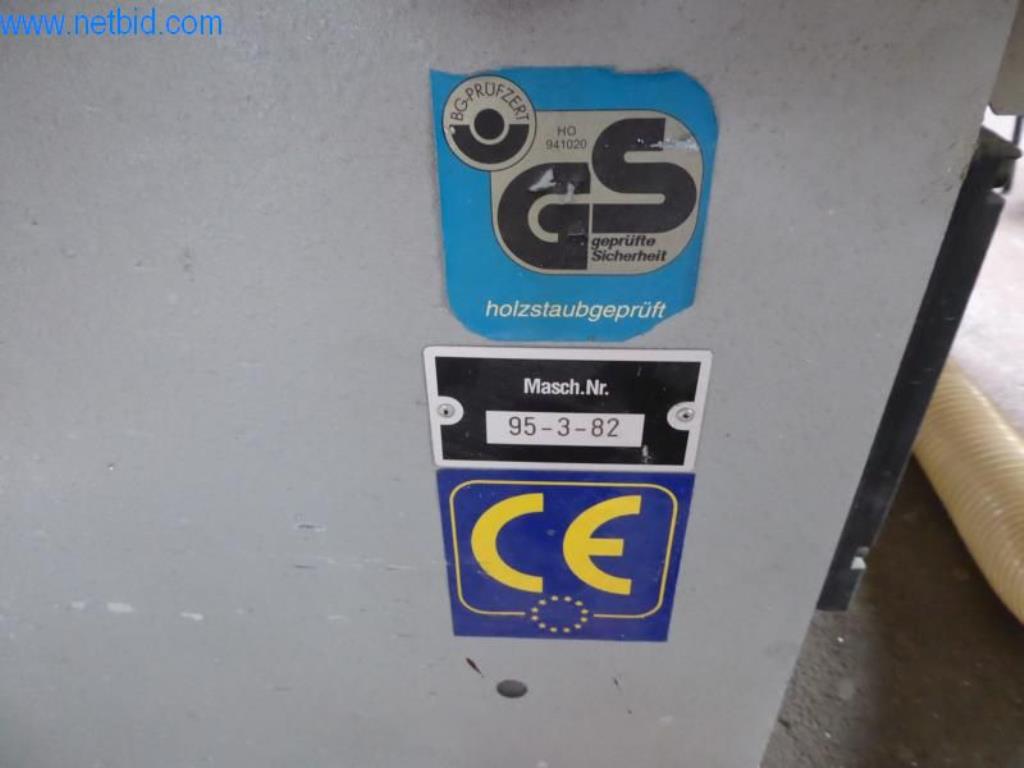 www.netbid.com
BG-PRÜFZERT
HO
941020
GS
geprüfte
Sicherheit
holzstaubgeprüft
Masch.Nr.
95-3-82
CE